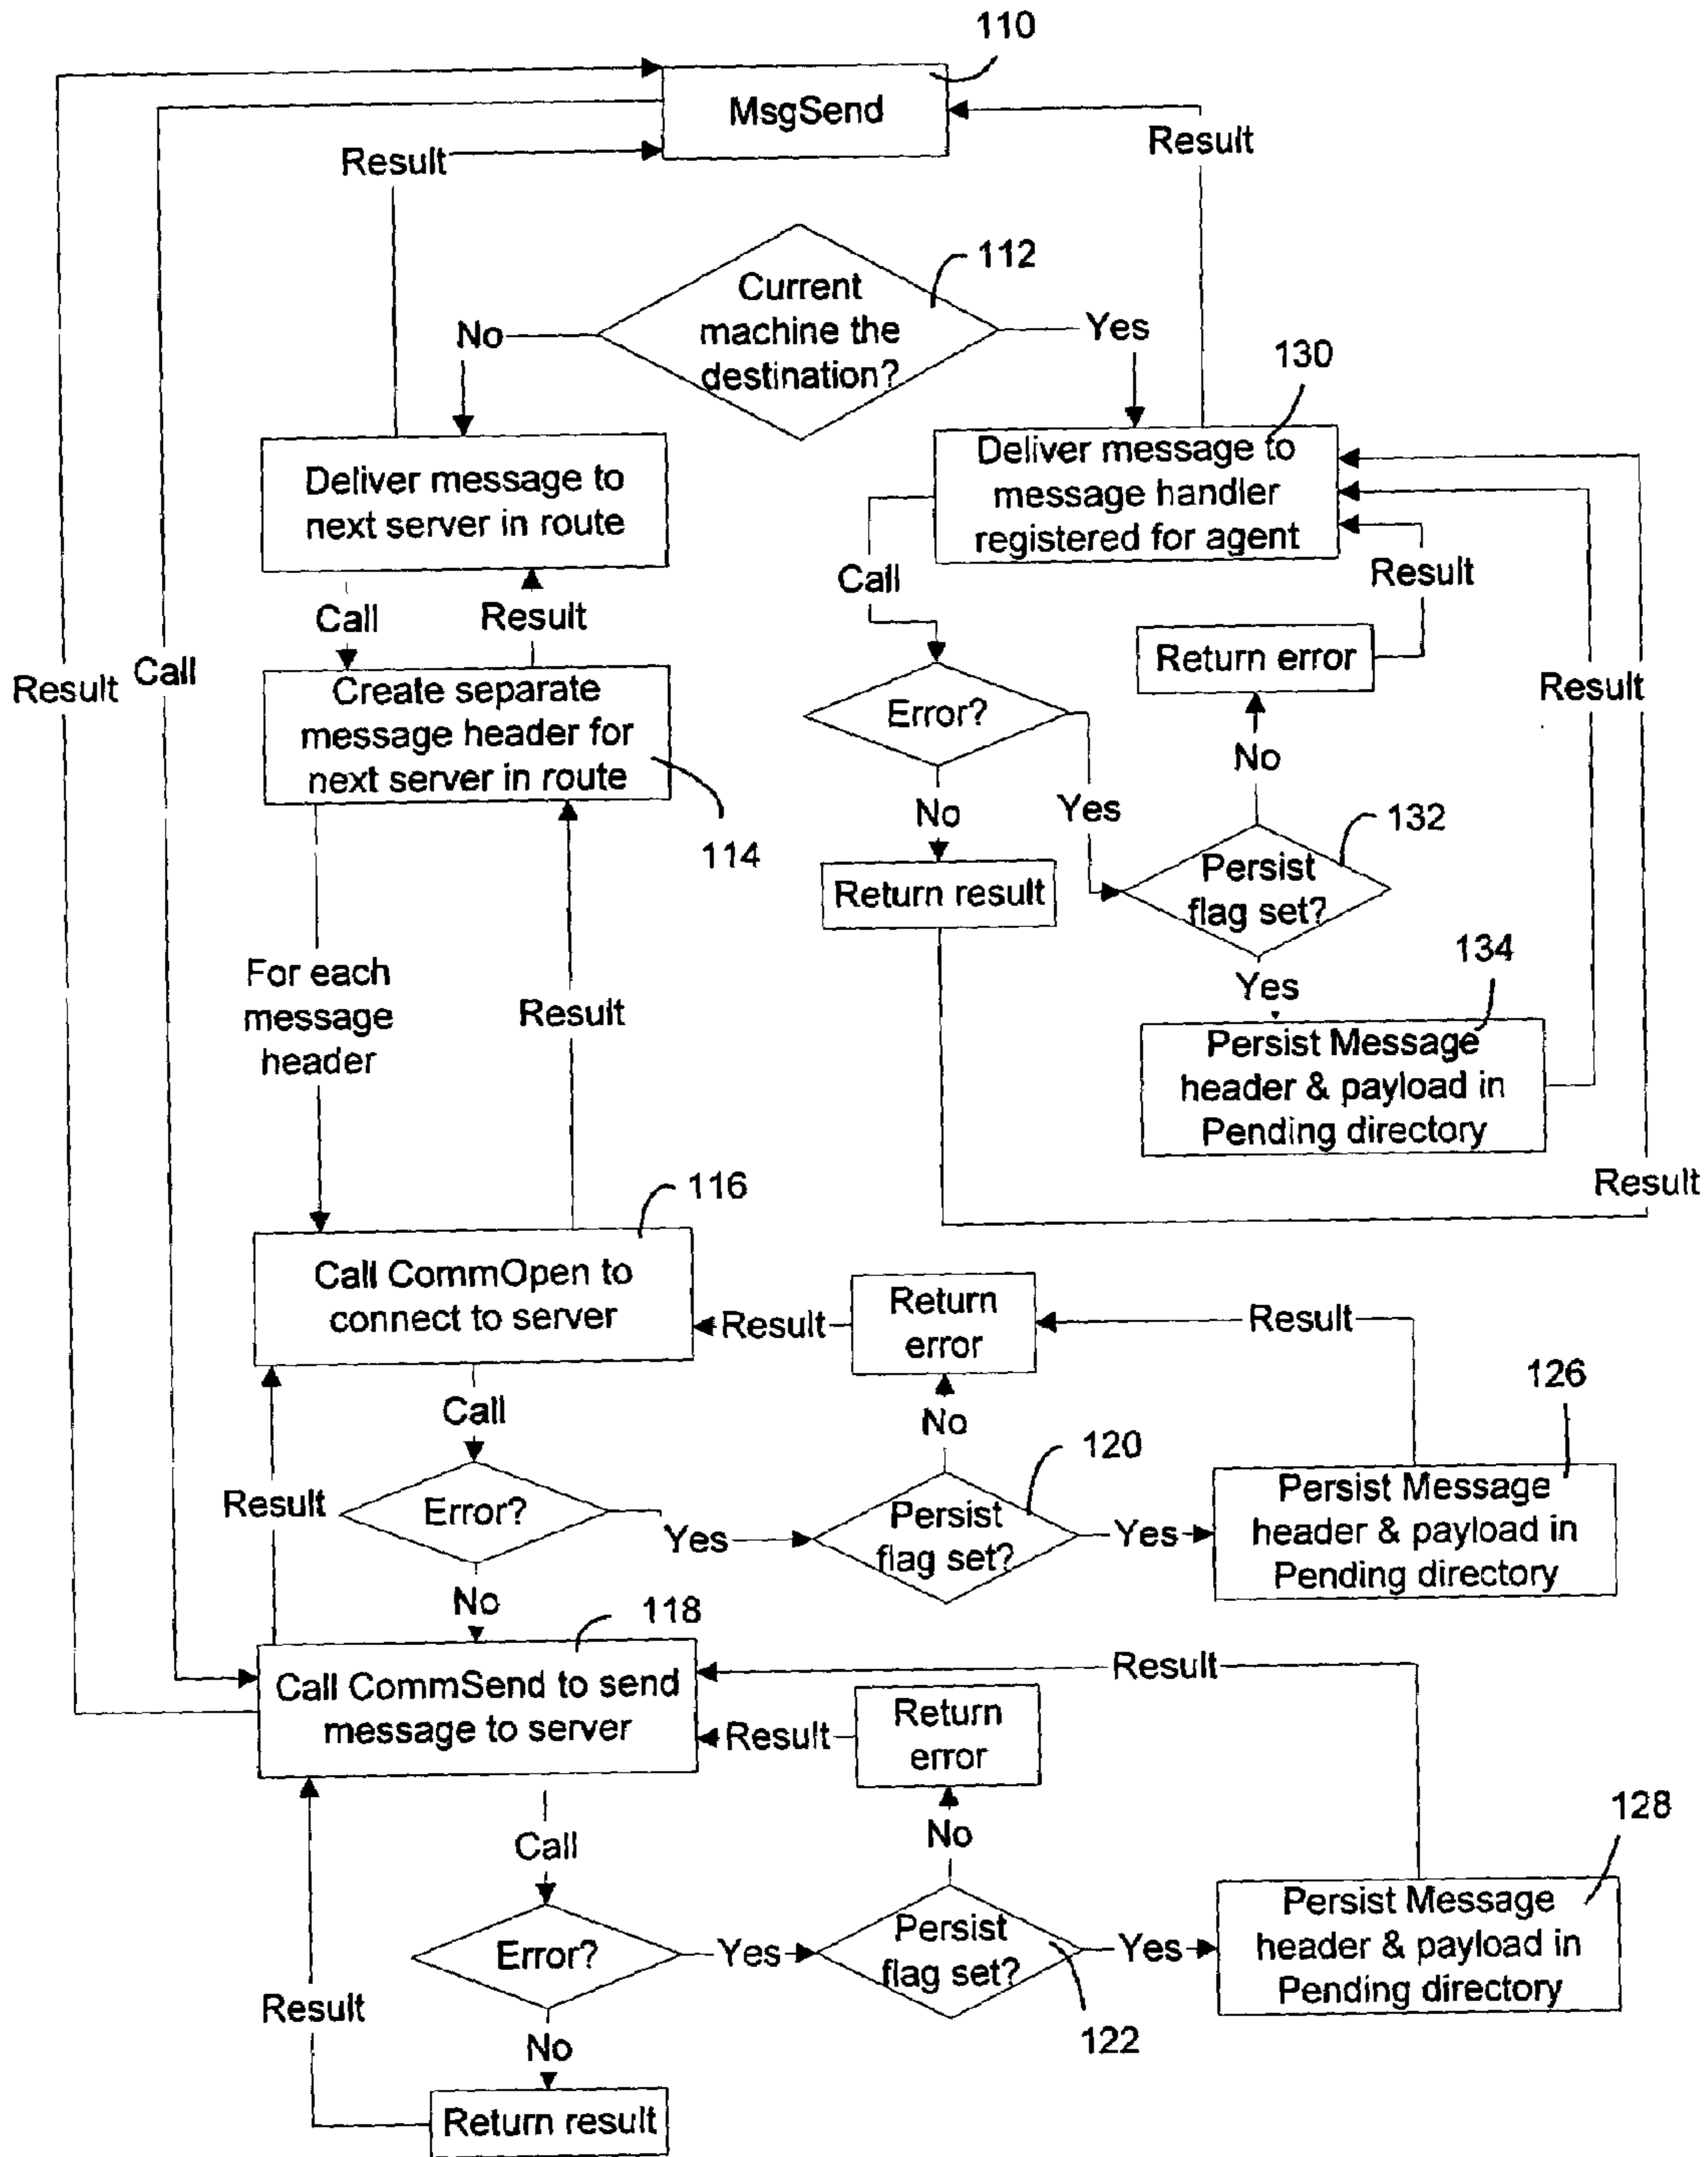 110
MsgSend
Result
Result
112
Current
machine the
destination?
No
Yes
130
Deliver message to
next server in route
Deliver message to
message handler
registered for agent
Call
Result
Call
Result
Result
Call
Create separate
message header for
next server in route
114
Return error
Result
Error?
No
No
Yes
132
Return result
Persist
flag set?
134
Yes
For each
message
header
Result
Persist Message
header & payload in
Pending directory
Result
116
Call CommOpen to
connect to server
Result
Return
error
Result
126
Call
No
120
Result
Error?
Yes
Persist
flag set?
Yes
Persist Message
header & payload in
Pending directory
No
118
Call CommSend to send
message to server
Result
Result
Return
error
128
Call
No
Error?
Yes
Persist
flag set?
Yes
Persist Message
header & payload in
Pending directory
122
Result
No
Return result